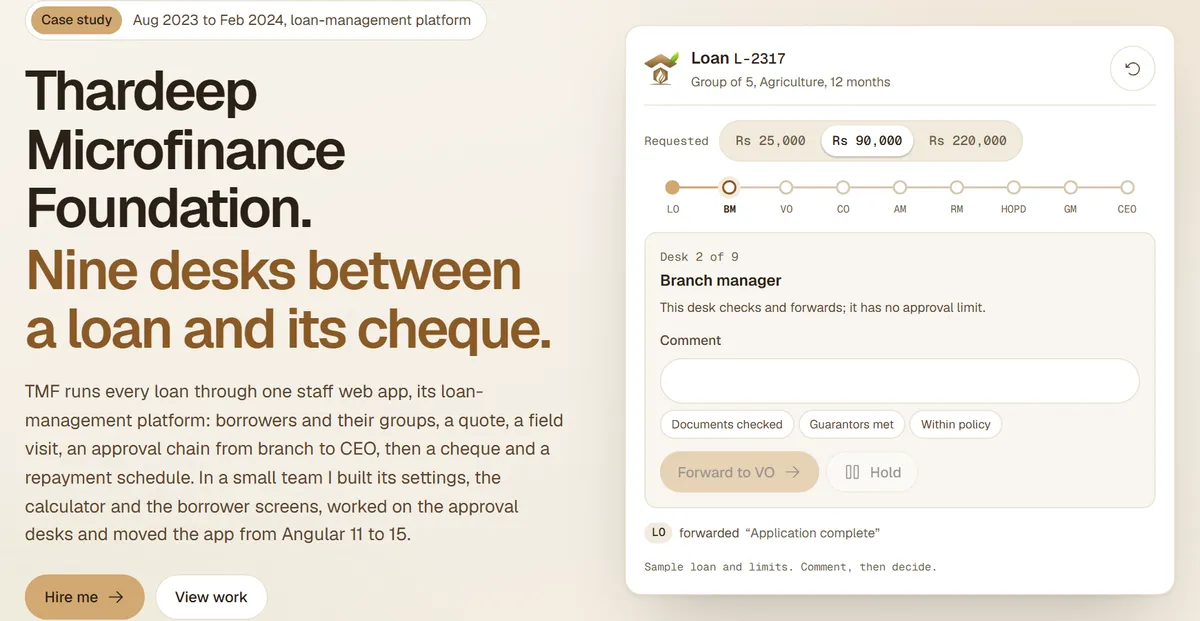 Case study Aug 2023 to Feb 2024, loan-management platform
Thardeep
Microfinance
Foundation.
Nine desks between
a loan and its cheque.
TMF runs every loan through one staff web app, its loan-
management platform: borrowers and their groups, a quote, a field
visit, an approval chain from branch to CEO, then a cheque and a
repayment schedule. In a small team I built its settings, the
calculator and the borrower screens, worked on the approval
desks and moved the app from Angular 11 to 15.
Hire me View work
Loan L-2317
Group of 5, Agriculture, 12 months
Requested Rs 25,000 Rs 90,000 Rs 220,000
LO BM VO CO AM RM HOPD GM CEO
Desk 2 of 9
Branch manager
This desk checks and forwards; it has no approval limit.
Comment
Documents checked Guarantors met Within policy
Forward to VO Hold
LO forwarded “Application complete”
Sample loan and limits. Comment, then decide.